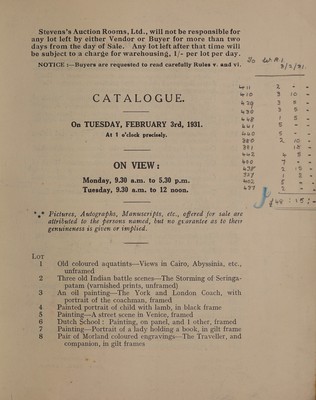 Stevens's Auction Rooms, Ltd., will not be responsible for
any lot left by either Vendor or Buyer for more than two
days from the day of Sale. Any lot left after that time will
be subject to a charge for warehousing, 1/- per lot per day.
NOTICE :—Buyers are requested to read carefully Rules v. and vi.
CATALOGUE.
On TUESDAY, FEBRUARY 3rd, 1931.
At 1 o'clock precisely.
ON VIEW :
Monday, 9.30 a.m. to 5.30 p.m.
Tuesday, 9.30 a.m. to 12 noon.
*** Pictures, Autographs, Manuscripts, etc., offered for sale are
attributed to the persons named, but no guarantee as to their
genuineness is given or implied.
LOT
1 Old coloured aquatints—Views in Cairo, Abyssinia, etc.,
unframed
2 Three old Indian battle scenes—The Storming of Seringa-
patam (varnished prints, unframed)
3 An oil painting—The York and London Coach, with
portrait of the coachman, framed
4 Painted portrait of child with lamb, in black frame
5 Painting—A street scene in Venice, framed
6 Dutch School: Painting, on panel, and 1 other, framed
7 Painting—Portrait of a lady holding a book, in gilt frame
8 Pair of Morland coloured engravings—The Traveller, and
companion, in gilt frames
411 2 - -
410 3 10 -